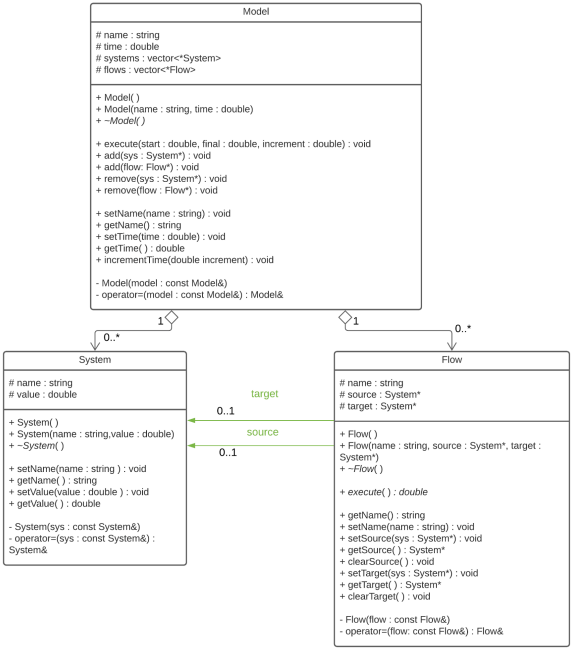 Model
# name : string
# time : double
# systems : vector<*System>
# flows : vector<*Flow>
+ Model( )
+ Model(name : string, time : double)
+ ~Model( )
+ execute(start : double, final : double, increment : double) : void
+ add(sys : System*) : void
+ add(flow: Flow*) : void
+ remove(sys : System*) : void
+ remove(flow : Flow*) : void
+ setName(name : string) : void
+ getName() : string
+ setTime(time : double) : void
+ getTime( ) : double
+ incrementTime(double increment) : void
- Model(model : const Model&)
- operator=(model : const Model&) : Model&
1
0..*
1
0..*
System
# name : string
# value : double
+ System( )
+ System(name : string,value : double)
+ ~System( )
+ setName(name : string ) : void
+ getName( ) : string
+ setValue(value : double ) : void
+ getValue( ) : double
- System(sys : const System&)
- operator=(sys : const System&) :
System&
target
0..1
source
0..1
Flow
# name : string
# source : System*
# target : System*
+ Flow( )
+ Flow(name : string, source : System*, target :
System*)
+ ~Flow( )
+ execute( ) : double
+ getName() : string
+ setName(name : string) : void
+ setSource(sys : System*) : void
+ getSource( ) : System*
+ clearSource( ) : void
+ setTarget(sys : System*) : void
+ getTarget( ) : System*
+ clearTarget( ) : void
- Flow(flow : const Flow&)
- operator=(flow: const Flow&) : Flow&